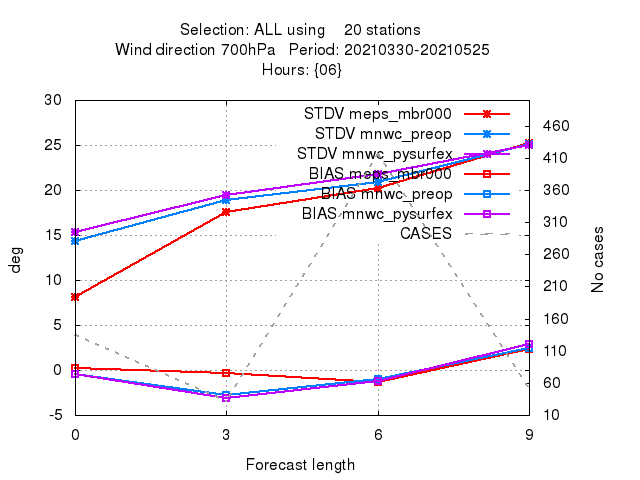 Selection: ALL using 20 stations
Wind direction 700hPa Period: 20210330-20210525
Hours: {06}
30
25
20
15
10
5
0
-5
deg
STDV meps_mbr000
STDV mnwc_preop
STDV mnwc_pysurfex
BIAS meps_mbr000
BIAS mnwc_preop
BIAS mnwc_pysurfex
CASES
460
410
360
310
260
210
160
110
60
10
No cases
0 3 6 9
Forecast length